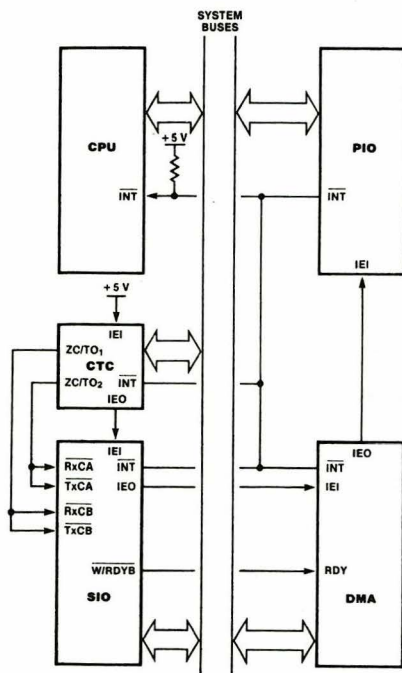 SYSTEM
BUSES
CPU
+5 V
INT
PIO
INT
IEI
+5 V
IEI
ZC/TO1
CTC
ZC/TO2
INT
IEO
IEI
RxCA
INT
TxCA
IEO
RxCB
TxCB
W/RDYB
SIO
IEO
INT
IEI
RDY
DMA